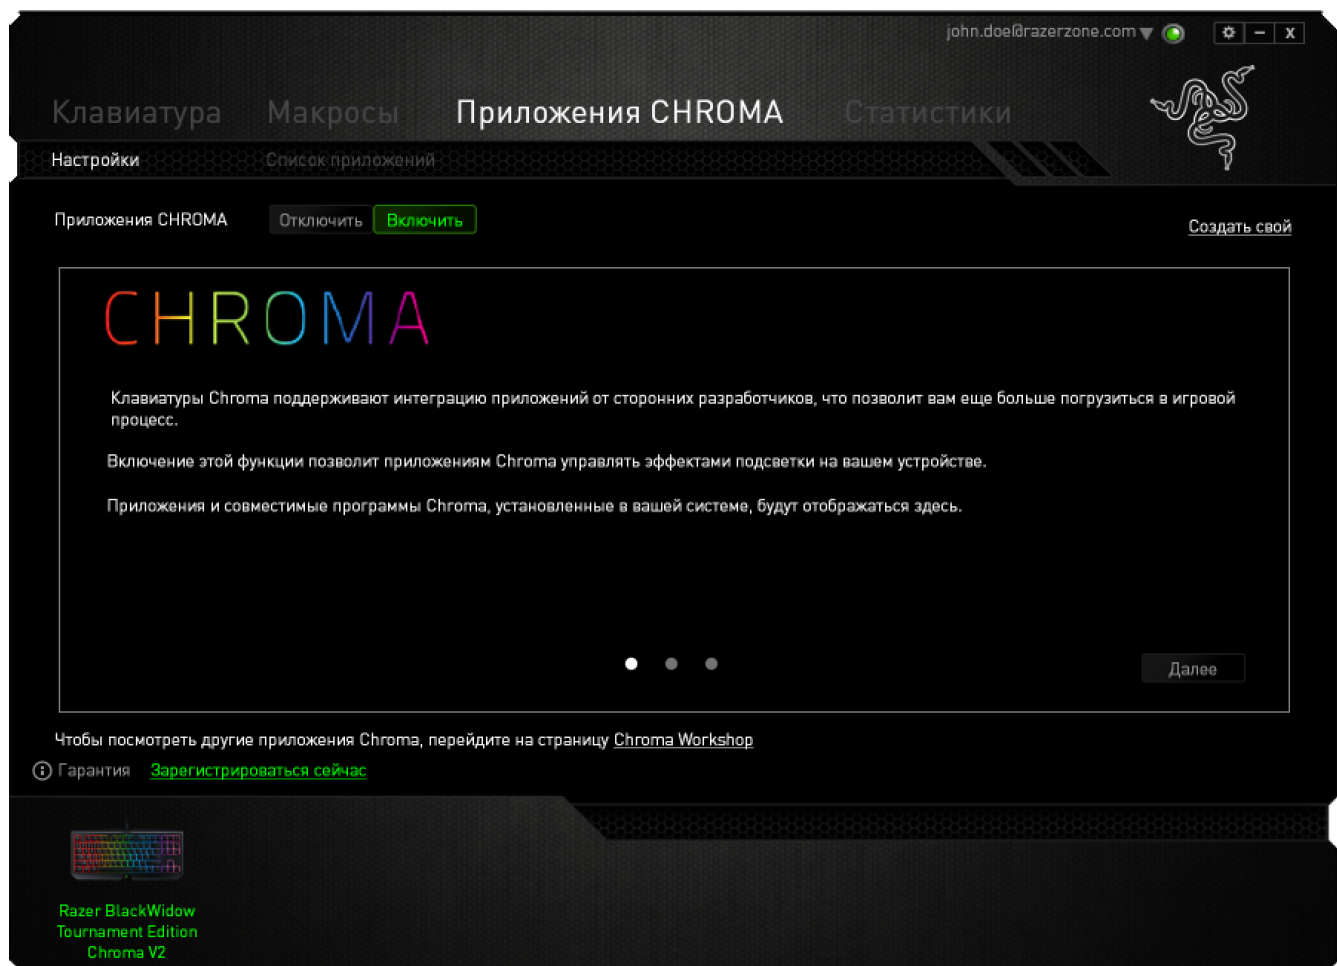 john.doe@razerzone.com
Клавиатура Макросы Приложения CHROMA Статистики
Настройки Список приложений
Приложения CHROMA Отключить Включить
Создать свой
CHROMA
Клавиатуры Chroma поддерживают интеграцию приложений от сторонних разработчиков, что позволит вам еще больше погрузиться в игровой
процесс.
Включение этой функции позволит приложениям Chroma управлять эффектами подсветки на вашем устройстве.
Приложения и совместимые программы Chroma, установленные в вашей системе, будут отображаться здесь.
Далее
Чтобы посмотреть другие приложения Chroma, перейдите на страницу Chroma Workshop
Гарантия Зарегистрироваться сейчас
Razer BlackWidow
Tournament Edition
Chroma V2